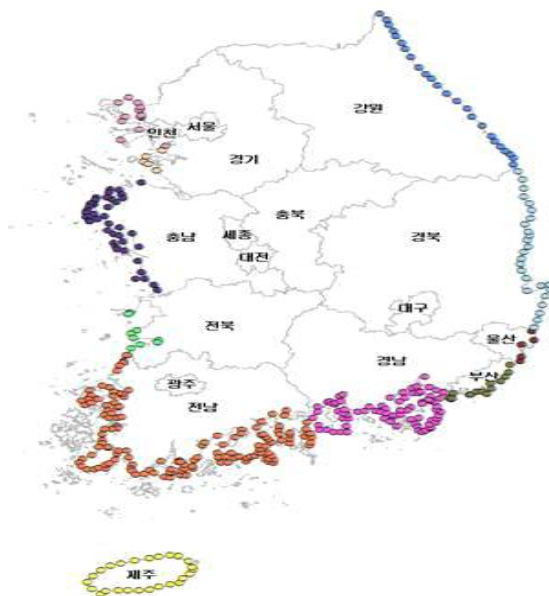 강원
인천
서울
경기
충북
충남
세종
경북
대전
대구
전북
울산
경남
부산
광주
전남
제주